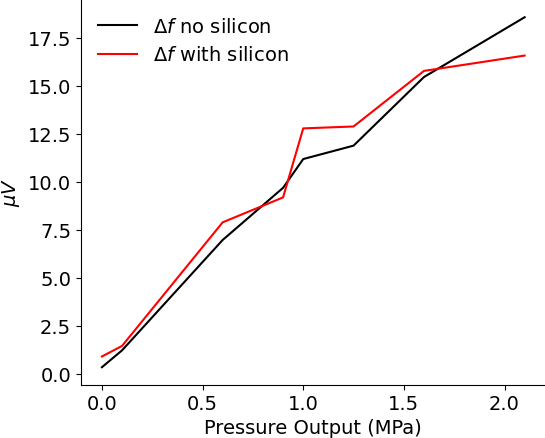 Δf no silicon
Δf with silicon
17.5
15.0
12.5
10.0
7.5
5.0
2.5
0.0
μV
0.0 0.5 1.0 1.5 2.0
Pressure Output (MPa)